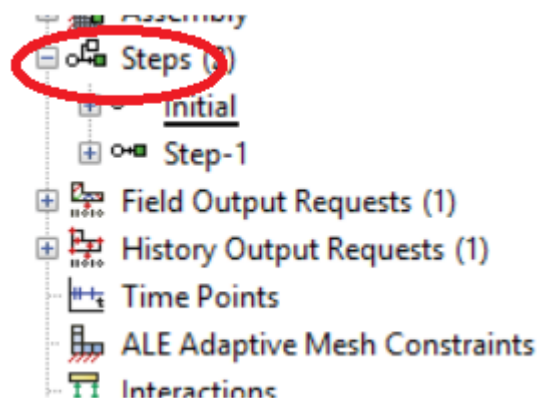 Assembly
Steps (2)
Initial
Step-1
Field Output Requests (1)
History Output Requests (1)
Time Points
ALE Adaptive Mesh Constraints
Interactions